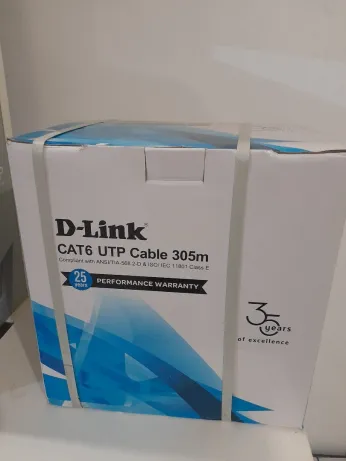 D-Link
CAT6 UTP Cable 305m
Compliant with ANSI/TIA-568.2-D & ISO/IEC 11801 Class E
25 years PERFORMANCE WARRANTY
35 years
of excellence